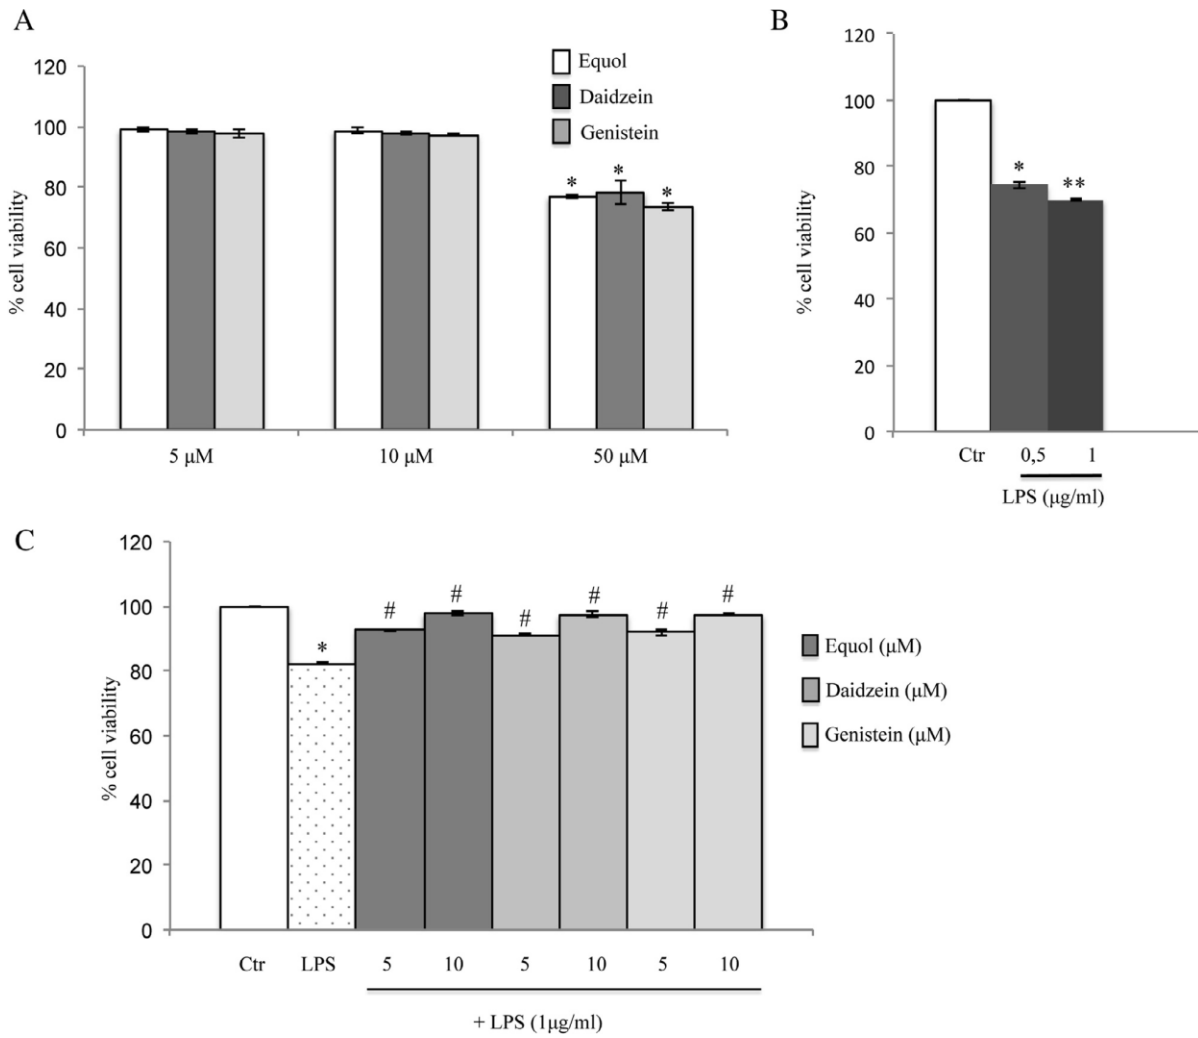 A
% cell viability
120
100
80
60
40
20
0
Equol
Daidzein
Genistein
* * *
5 μM 10 μM 50 μM
B
% cell viability
120
100
80
60
40
20
0
* **
Ctr 0,5 1
LPS (μg/ml)
C
% cell viability
120
100
80
60
40
20
0
* # # # # # #
Equol (μM)
Daidzein (μM)
Genistein (μM)
Ctr LPS 5 10 5 10 5 10
+ LPS (1μg/ml)